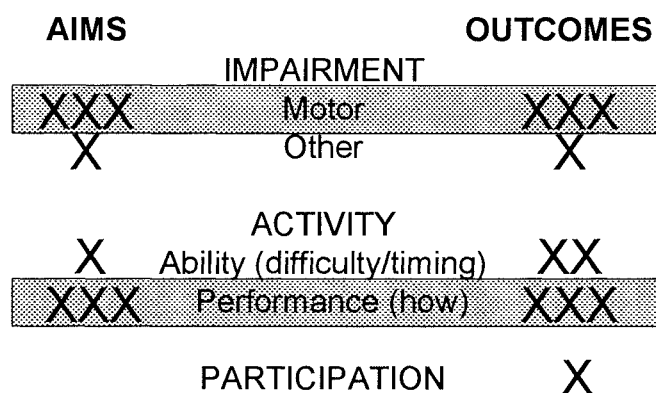 AIMS OUTCOMES
IMPAIRMENT
XXX Motor XXX
X Other X
ACTIVITY
X Ability (difficulty/timing) XX
XXX Performance (how) XXX
PARTICIPATION X